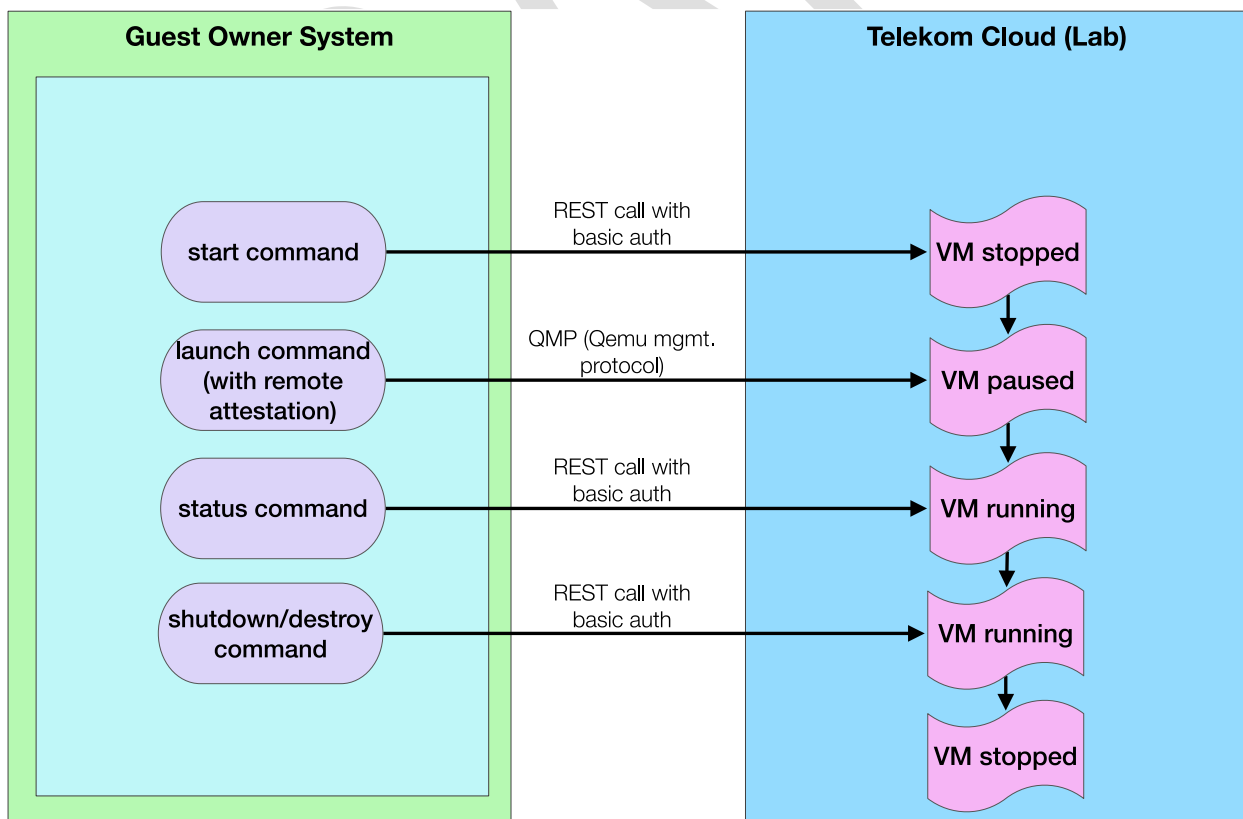 Guest Owner System
Telekom Cloud (Lab)
start command
REST call with
basic auth
VM stopped
launch command
(with remote
attestation)
QMP (Qemu mgmt.
protocol)
VM paused
status command
REST call with
basic auth
VM running
shutdown/destroy
command
REST call with
basic auth
VM running
VM stopped